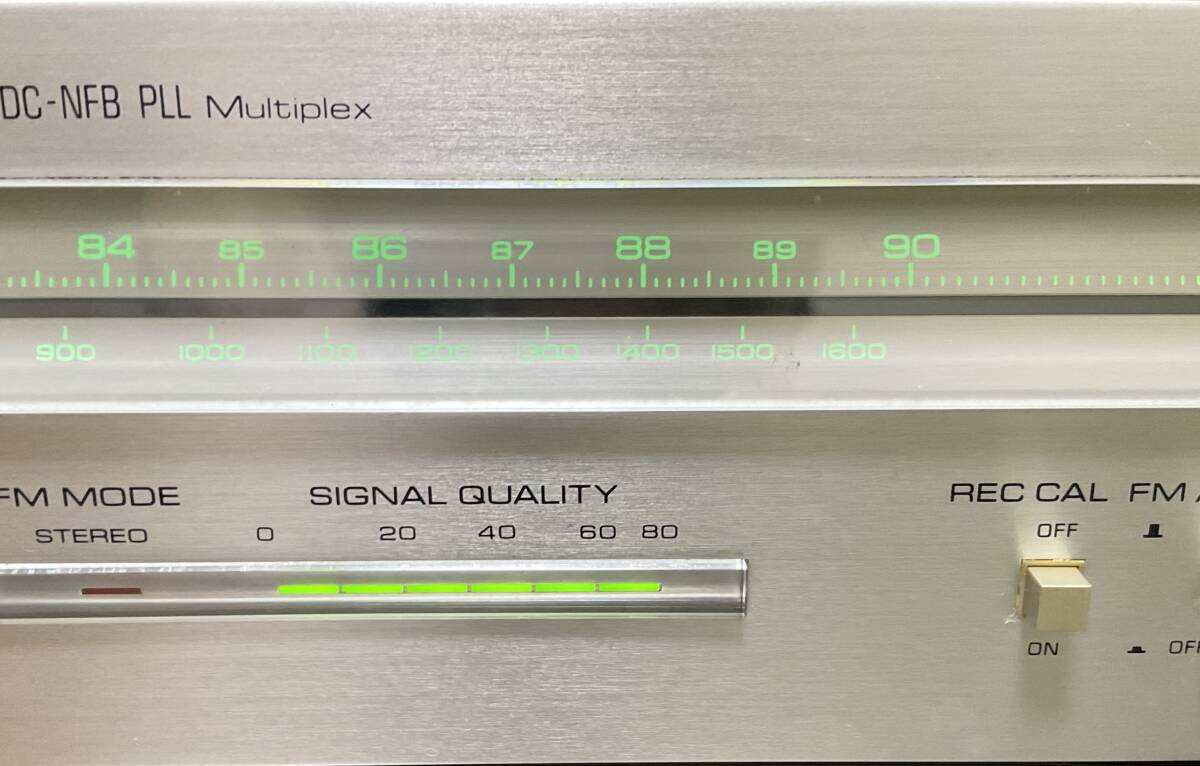 DC-NFB PLL Multiplex
84 85 86 87 88 89 90
900 1000 1100 1200 1300 1400 1500 1600
FM MODE SIGNAL QUALITY REC CAL FM
STEREO 0 20 40 60 80 OFF
ON OFF